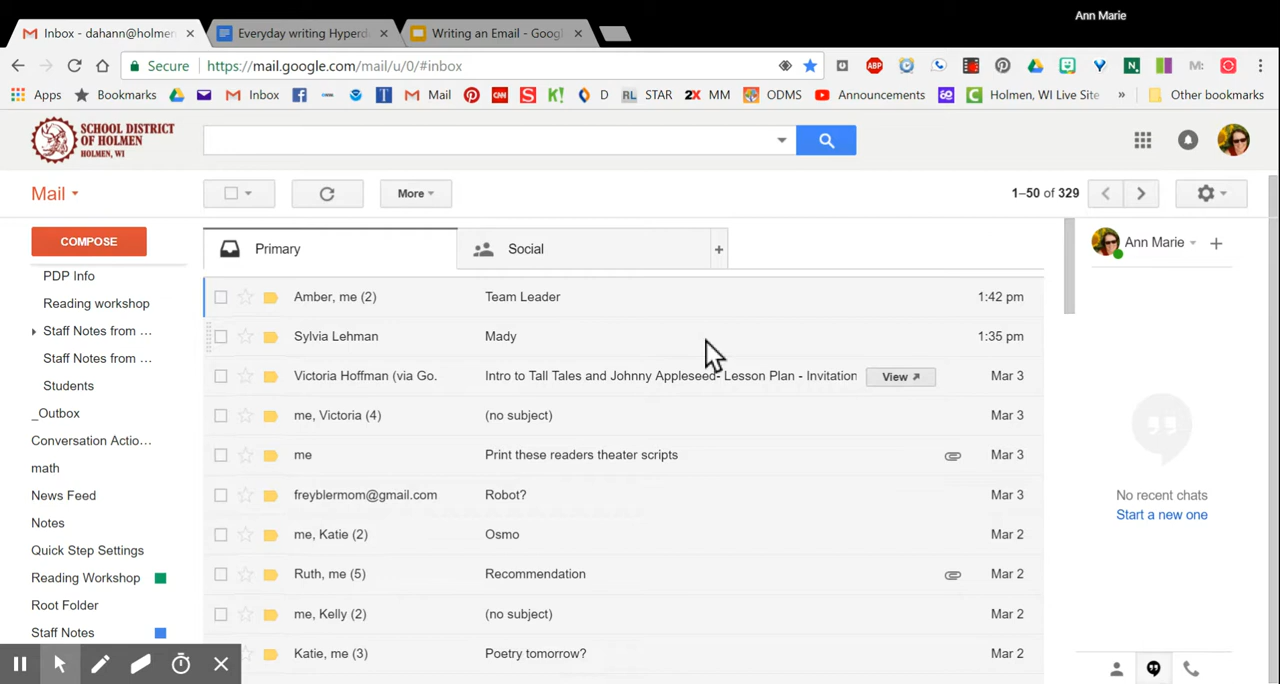 Ann Marie
Inbox - dahann@holmen
Everyday writing Hyperd
Writing an Email - Goog
Secure
https://mail.google.com/mail/u/0/#inbox
Apps Bookmarks Inbox Mail D STAR MM ODMS Announcements Holmen, WI Live Site » Other bookmarks
SCHOOL DISTRICT
OF HOLMEN
HOLMEN, WI
Mail
More
1–50 of 329
COMPOSE
Primary
Social
Ann Marie
PDP Info
Reading workshop
Staff Notes from ...
Staff Notes from ...
Students
_Outbox
Conversation Actio...
math
News Feed
Notes
Quick Step Settings
Reading Workshop
Root Folder
Staff Notes
Amber, me (2) Team Leader 1:42 pm
Sylvia Lehman Mady 1:35 pm
Victoria Hoffman (via Go. Intro to Tall Tales and Johnny Appleseed- Lesson Plan - Invitation View Mar 3
me, Victoria (4) (no subject) Mar 3
me Print these readers theater scripts Mar 3
freyblermom@gmail.com Robot? Mar 3
me, Katie (2) Osmo Mar 2
Ruth, me (5) Recommendation Mar 2
me, Kelly (2) (no subject) Mar 2
Katie, me (3) Poetry tomorrow? Mar 2
No recent chats
Start a new one